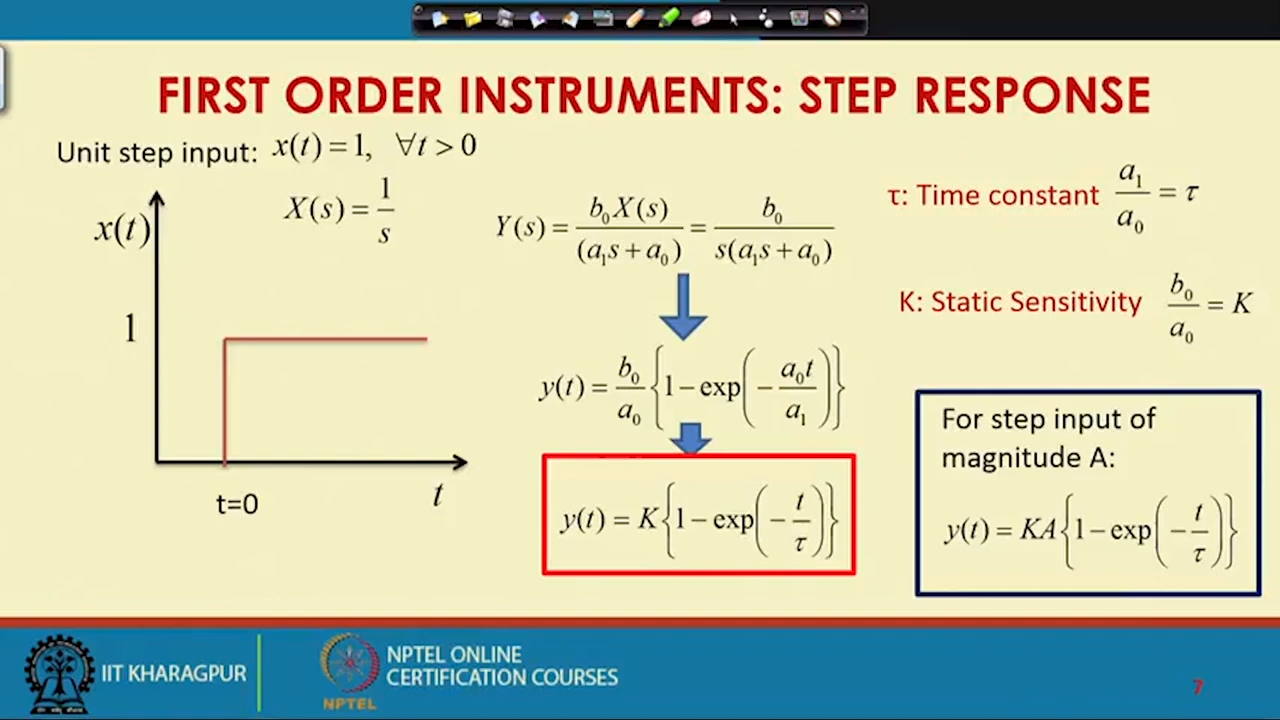 FIRST ORDER INSTRUMENTS: STEP RESPONSE
Unit step input: x(t) = 1, ∀t > 0
X(s) = 1/s
x(t)
1
t=0
t
Y(s) = b₀X(s)/(a₁s + a₀) = b₀/s(a₁s + a₀)
y(t) = b₀/a₀ {1 − exp(− a₀t/a₁)}
y(t) = K{1 − exp(− t/τ)}
τ: Time constant a₁/a₀ = τ
K: Static Sensitivity b₀/a₀ = K
For step input of
magnitude A:
y(t) = KA{1 − exp(− t/τ)}
IIT KHARAGPUR
NPTEL
NPTEL ONLINE
CERTIFICATION COURSES
7